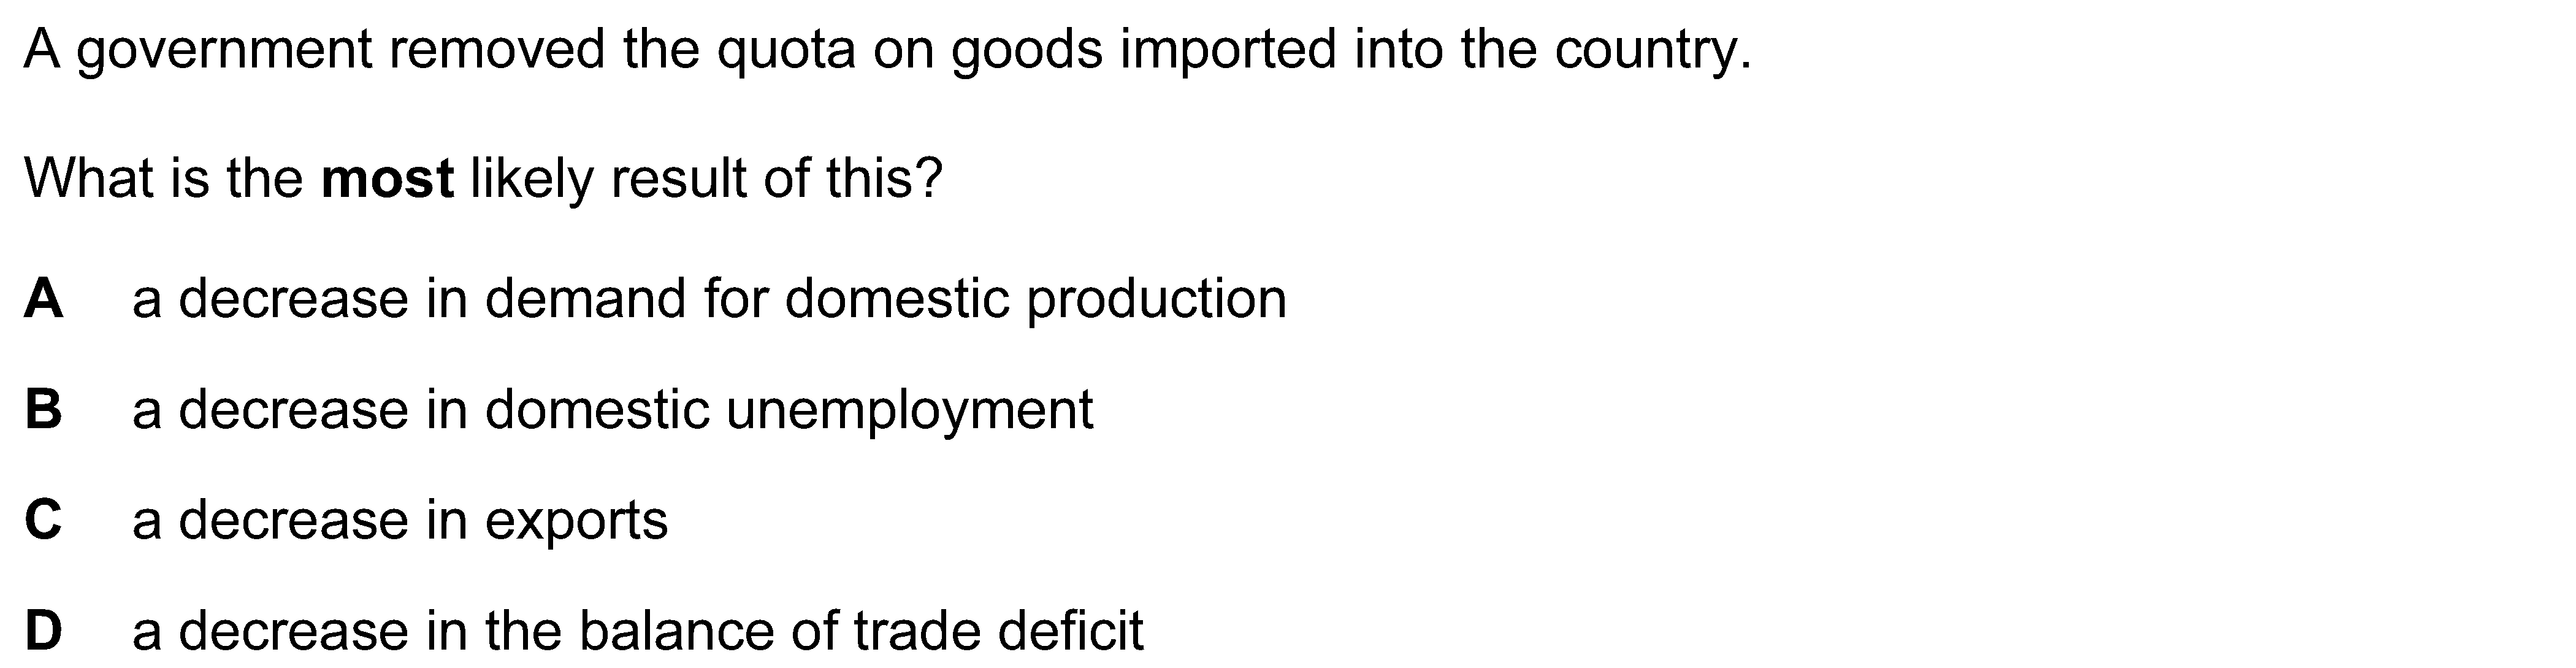 A government removed the quota on goods imported into the country.
What is the most likely result of this?
A a decrease in demand for domestic production
B a decrease in domestic unemployment
C a decrease in exports
D a decrease in the balance of trade deficit